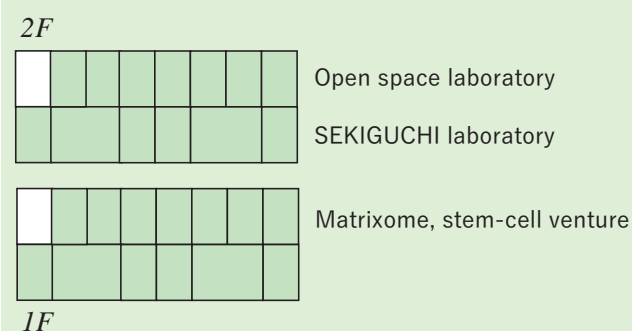 2F
Open space laboratory
SEKIGUCHI laboratory
Matrixome, stem-cell venture
1F